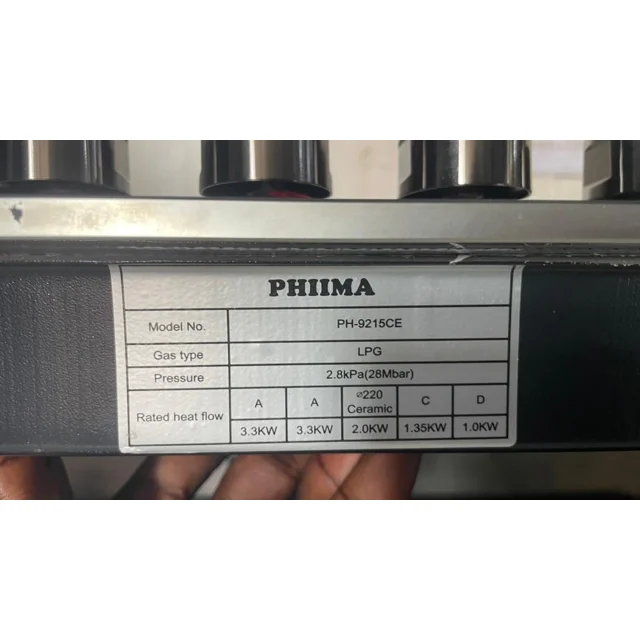 PHIIMA
Model No. PH-9215CE
Gas type LPG
Pressure 2.8kPa(28Mbar)
Rated heat flow A A ⌀220 Ceramic C D
3.3KW 3.3KW 2.0KW 1.35KW 1.0KW